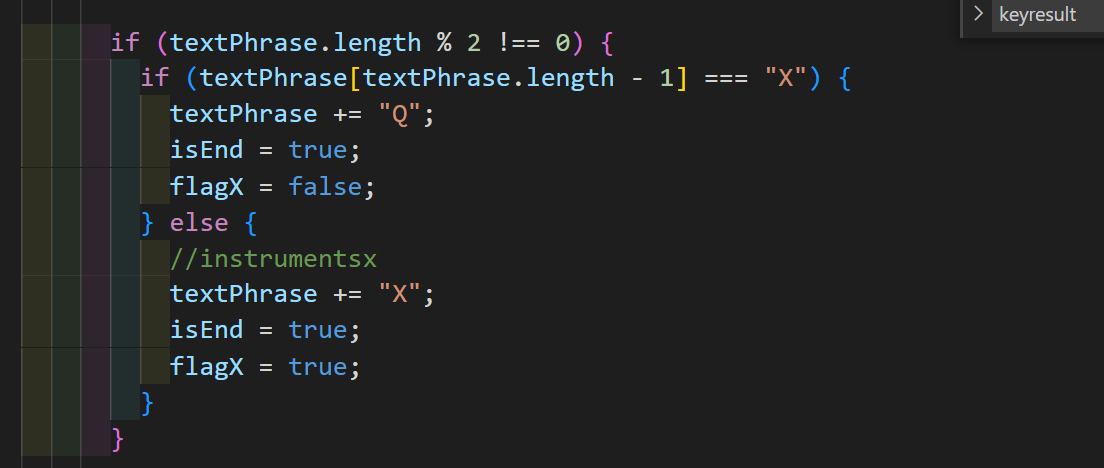 keyresult
if (textPhrase.length % 2 !== 0) {
if (textPhrase[textPhrase.length - 1] === "X") {
textPhrase += "Q";
isEnd = true;
flagX = false;
} else {
//instrumentsx
textPhrase += "X";
isEnd = true;
flagX = true;
}
}